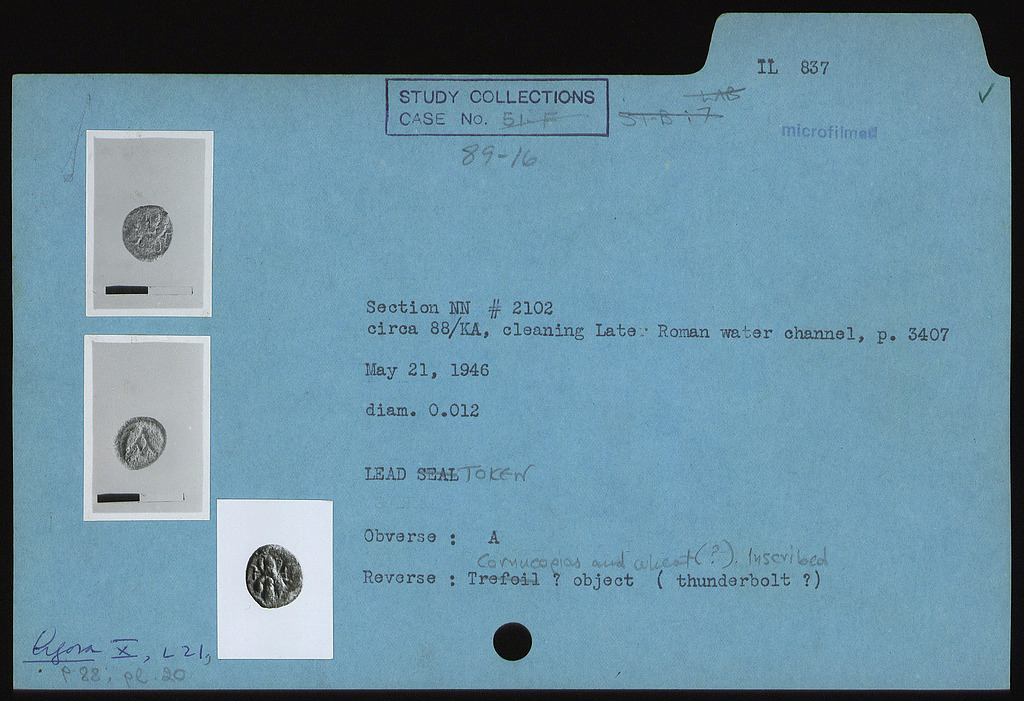 IL 837
STUDY COLLECTIONS
CASE No. 51-F
LAB
51-B:7
microfilmed
89-16
Section NN # 2102
circa 88/KA, cleaning Late Roman water channel, p. 3407
May 21, 1946
diam. 0.012
LEAD SEAL TOKEN
Obverse : A
Cornucopias and wheat(?). Inscribed
Reverse : Trefoil ? object ( thunderbolt ?)
Agora X, L21,
P 88; pl. 20